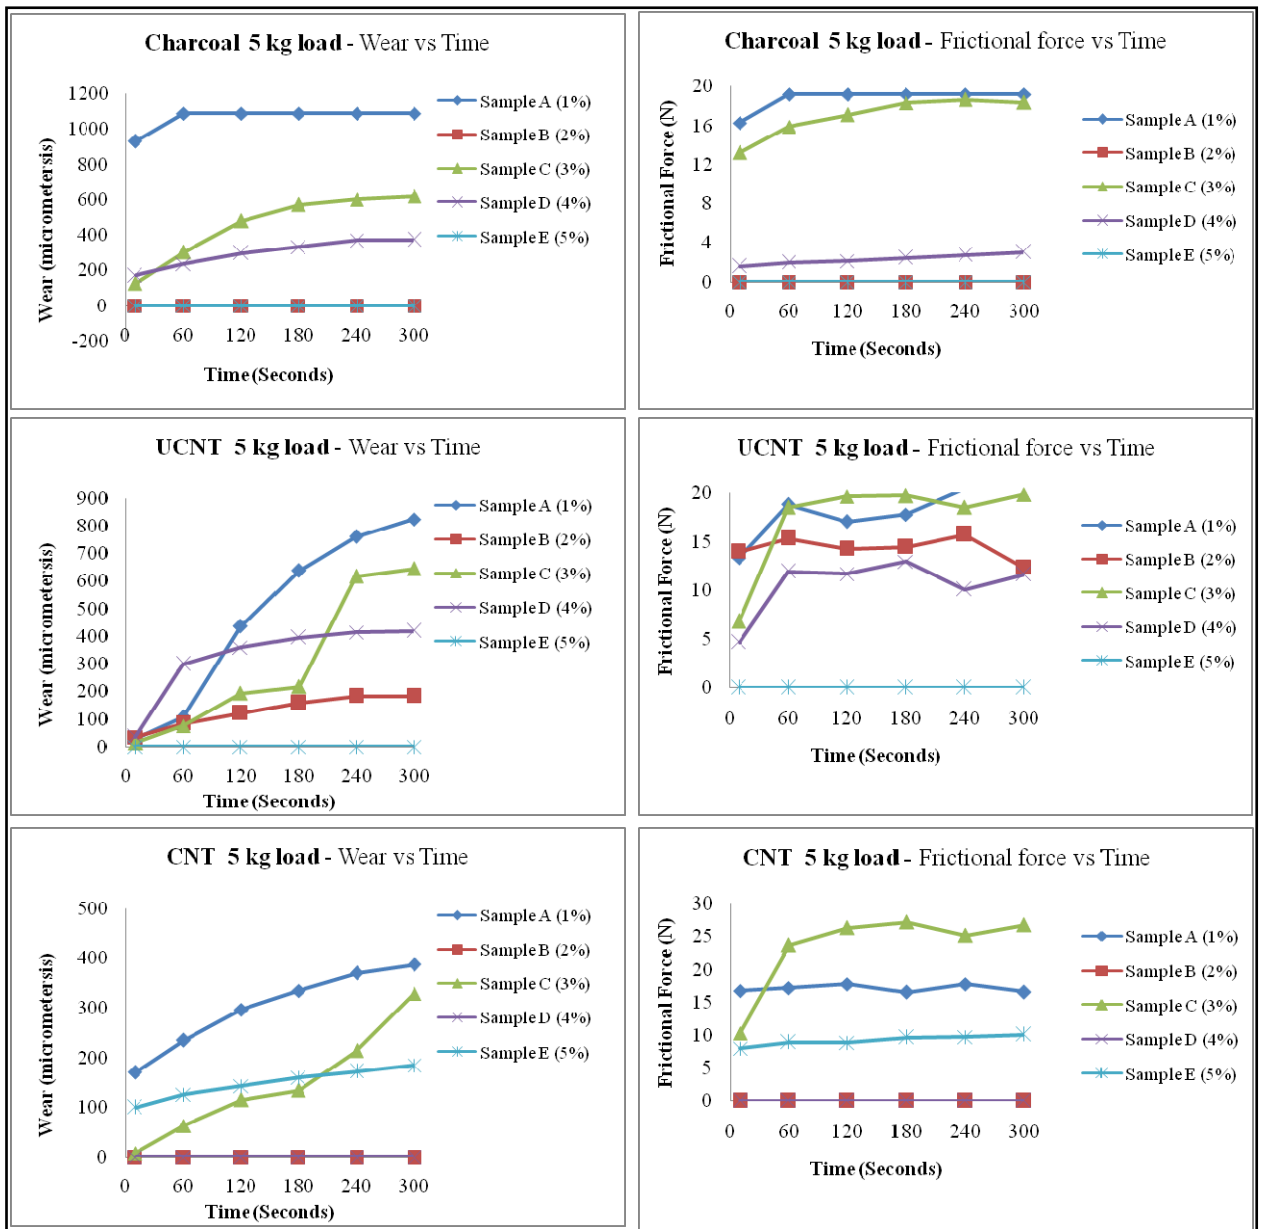 Charcoal 5 kg load - Wear vs Time
1200
1000
800
600
400
200
0
-200
0 60 120 180 240 300
Wear (micrometersis)
Time (Seconds)
Sample A (1%)
Sample B (2%)
Sample C (3%)
Sample D (4%)
Sample E (5%)
Charcoal 5 kg load - Frictional force vs Time
20
16
12
8
4
0
0 60 120 180 240 300
Frictional Force (N)
Time (Seconds)
Sample A (1%)
Sample B (2%)
Sample C (3%)
Sample D (4%)
Sample E (5%)
UCNT 5 kg load - Wear vs Time
900
800
700
600
500
400
300
200
100
0
0 60 120 180 240 300
Wear (micrometersis)
Time (Seconds)
Sample A (1%)
Sample B (2%)
Sample C (3%)
Sample D (4%)
Sample E (5%)
UCNT 5 kg load - Frictional force vs Time
20
15
10
5
0
0 60 120 180 240 300
Frictional Force (N)
Time (Seconds)
Sample A (1%)
Sample B (2%)
Sample C (3%)
Sample D (4%)
Sample E (5%)
CNT 5 kg load - Wear vs Time
500
400
300
200
100
0
0 60 120 180 240 300
Wear (micrometersis)
Time (Seconds)
Sample A (1%)
Sample B (2%)
Sample C (3%)
Sample D (4%)
Sample E (5%)
CNT 5 kg load - Frictional force vs Time
30
25
20
15
10
5
0
0 60 120 180 240 300
Frictional Force (N)
Time (Seconds)
Sample A (1%)
Sample B (2%)
Sample C (3%)
Sample D (4%)
Sample E (5%)